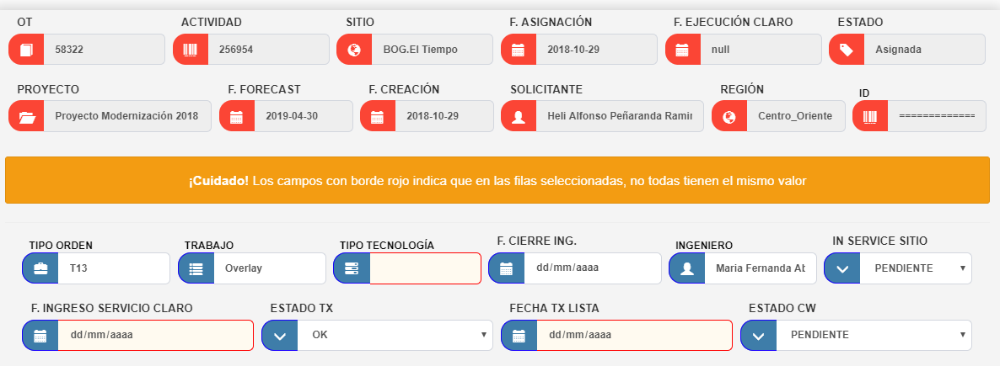 OT ACTIVIDAD SITIO F. ASIGNACIÓN F. EJECUCIÓN CLARO ESTADO
58322 256954 BOG.El Tiempo 2018-10-29 null Asignada
PROYECTO F. FORECAST F. CREACIÓN SOLICITANTE REGIÓN ID
Proyecto Modernización 2018 2019-04-30 2018-10-29 Heli Alfonso Peñaranda Ramir Centro_Oriente =============
¡Cuidado! Los campos con borde rojo indica que en las filas seleccionadas, no todas tienen el mismo valor
TIPO ORDEN TRABAJO TIPO TECNOLOGÍA F. CIERRE ING. INGENIERO IN SERVICE SITIO
T13 Overlay dd/mm/aaaa Maria Fernanda Ab PENDIENTE
F. INGRESO SERVICIO CLARO ESTADO TX FECHA TX LISTA ESTADO CW
dd/mm/aaaa OK dd/mm/aaaa PENDIENTE